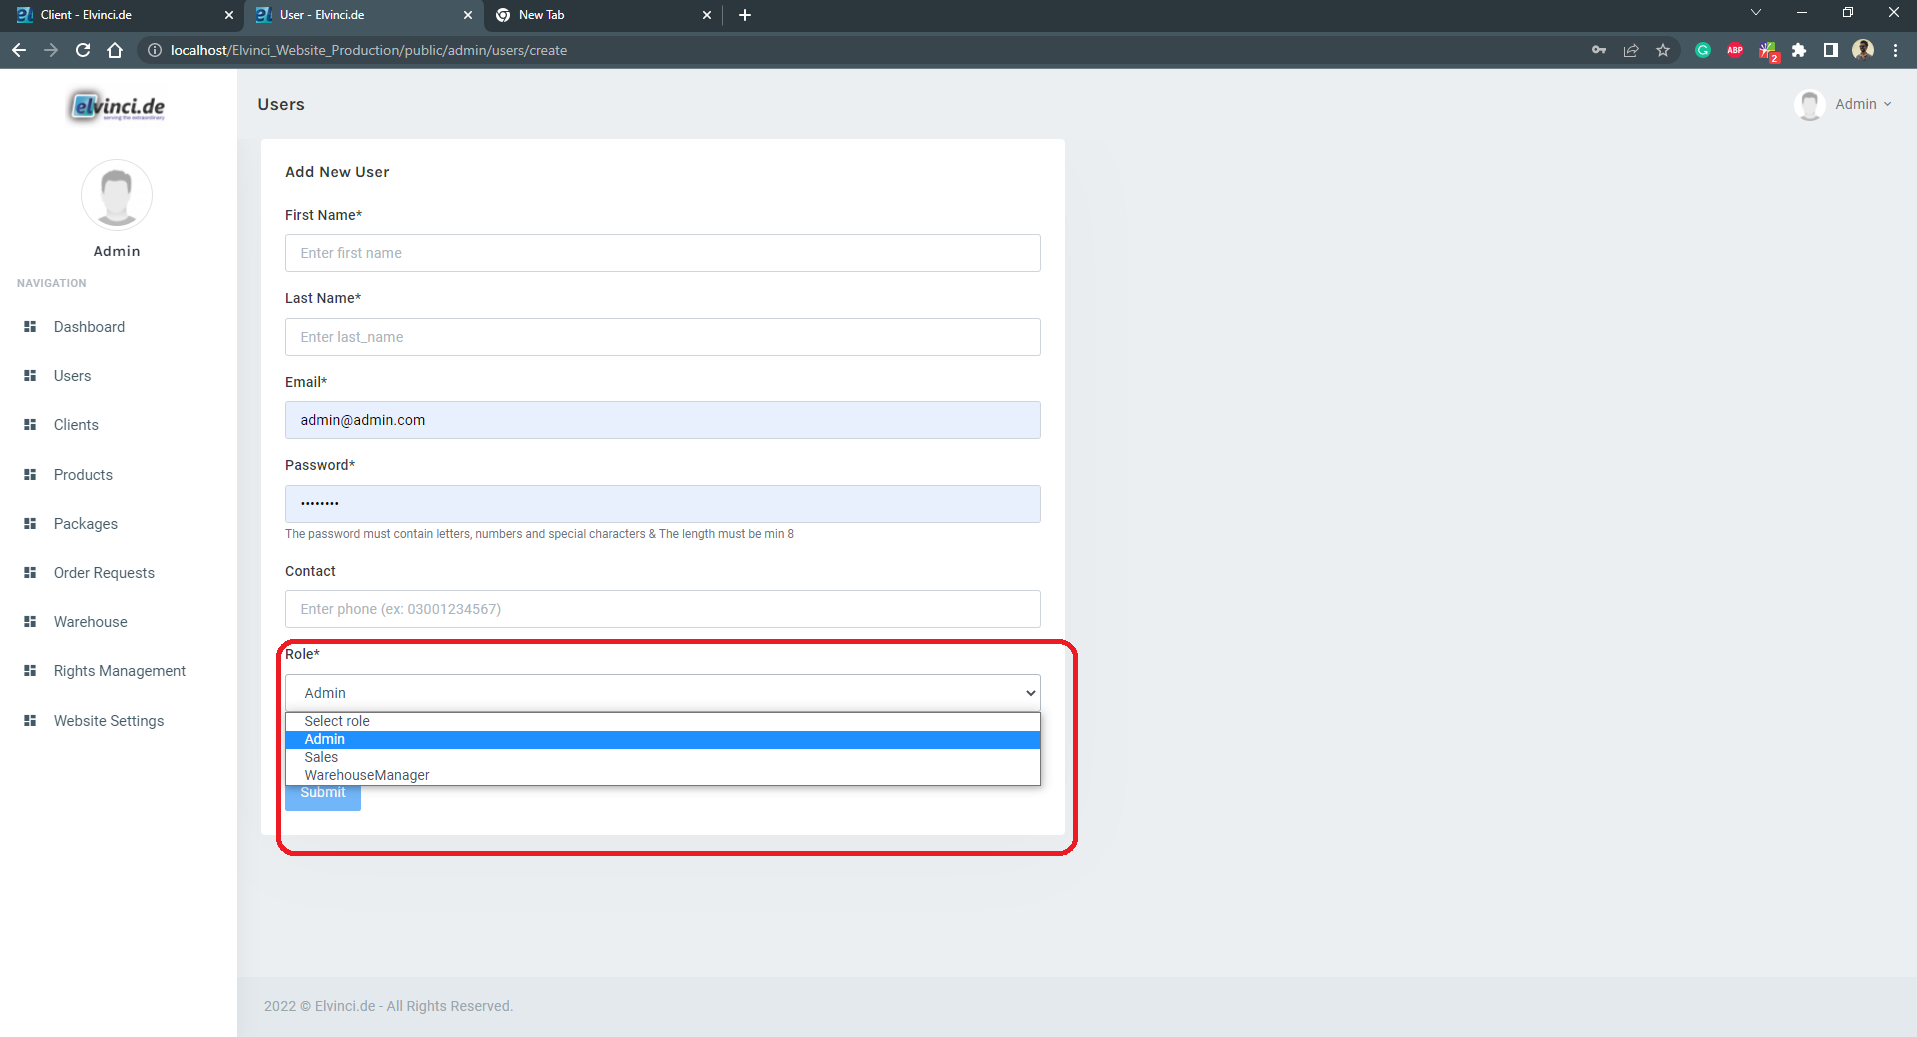 Client - Elvinci.de
User - Elvinci.de
New Tab
localhost/Elvinci_Website_Production/public/admin/users/create
ABP
2
elvinci.de
serving the extraordinary
Users
Admin
Admin
NAVIGATION
Dashboard
Users
Clients
Products
Packages
Order Requests
Warehouse
Rights Management
Website Settings
Add New User
First Name*
Enter first name
Last Name*
Enter last_name
Email*
admin@admin.com
Password*
••••••••
The password must contain letters, numbers and special characters & The length must be min 8
Contact
Enter phone (ex: 03001234567)
Role*
Admin
Select role
Admin
Sales
WarehouseManager
Submit
2022 © Elvinci.de - All Rights Reserved.